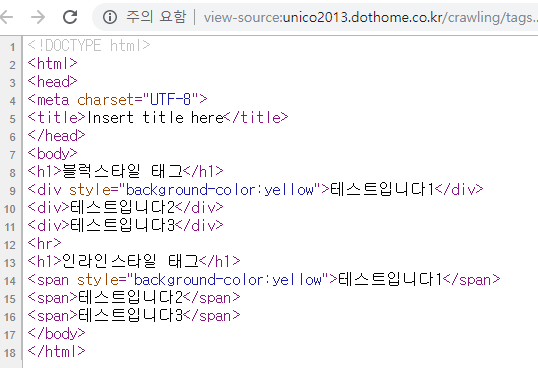 주의 요함 | view-source:unico2013.dothome.co.kr/crawling/tags...
1 <!DOCTYPE html>
2 <html>
3 <head>
4 <meta charset="UTF-8">
5 <title>Insert title here</title>
6 </head>
7 <body>
8 <h1>블럭스타일 태그</h1>
9 <div style="background-color:yellow">테스트입니다1</div>
10 <div>테스트입니다2</div>
11 <div>테스트입니다3</div>
12 <hr>
13 <h1>인라인스타일 태그</h1>
14 <span style="background-color:yellow">테스트입니다1</span>
15 <span>테스트입니다2</span>
16 <span>테스트입니다3</span>
17 </body>
18 </html>